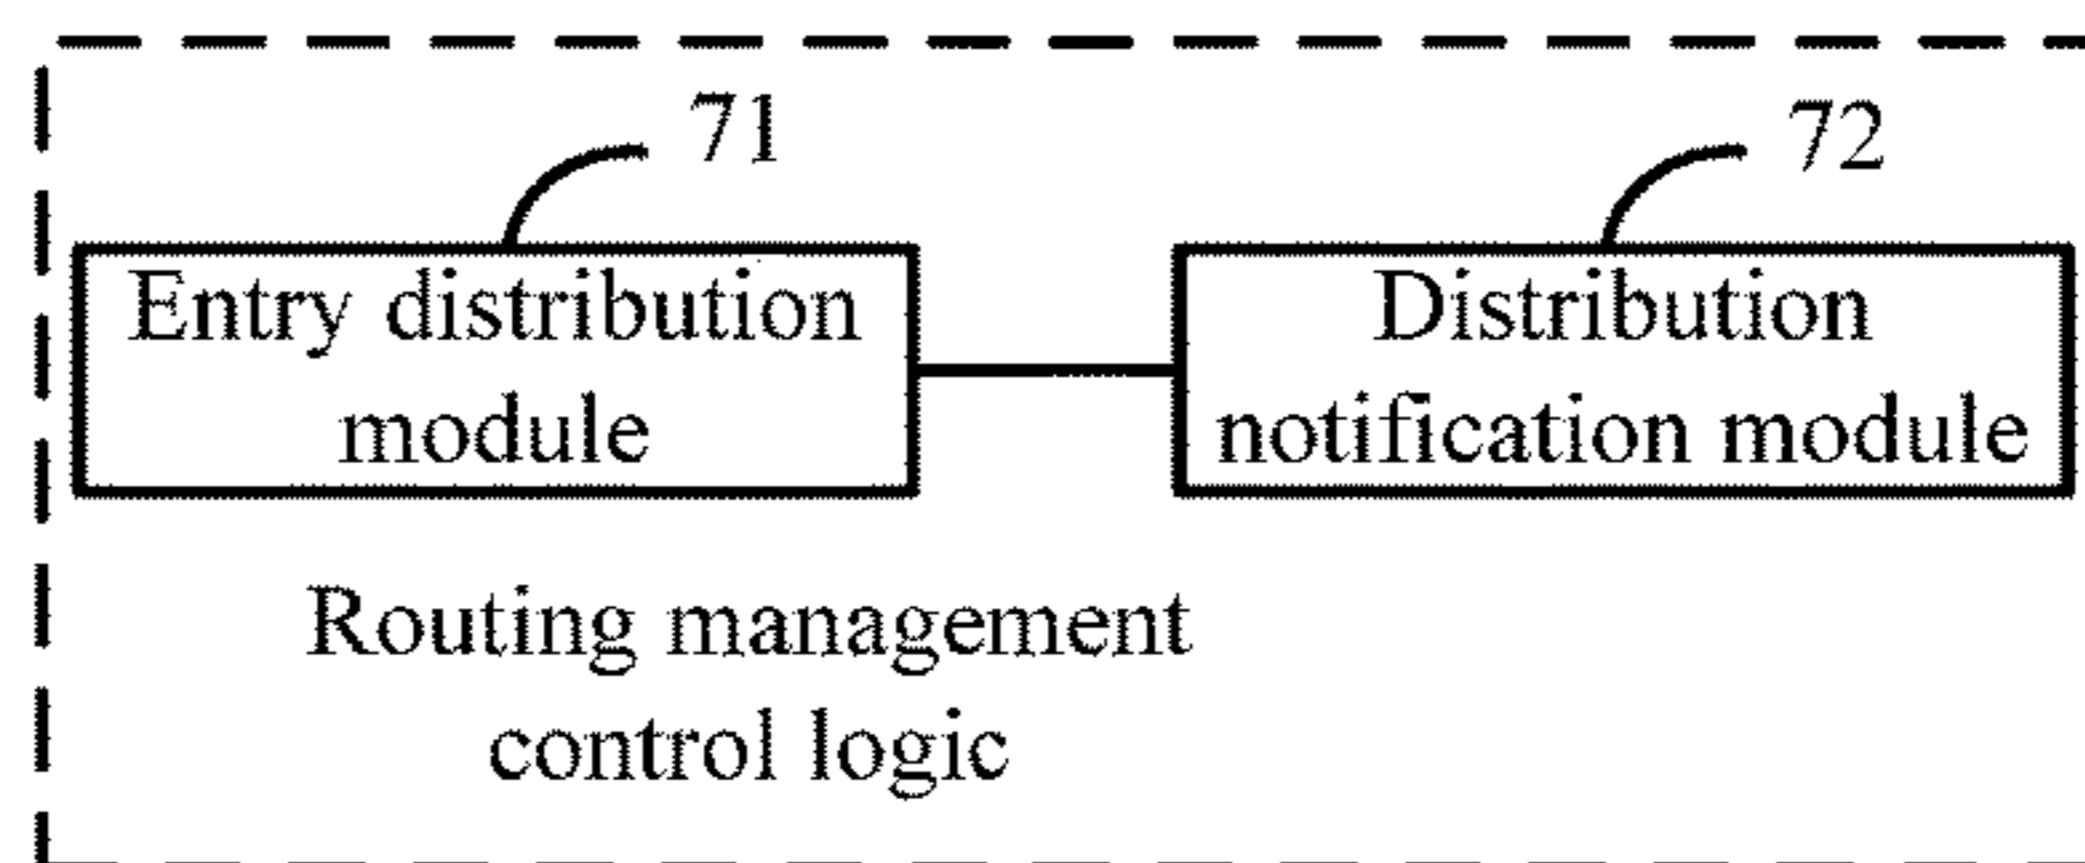 71
72
Entry distribution
module
Distribution
notification module
Routing management
control logic